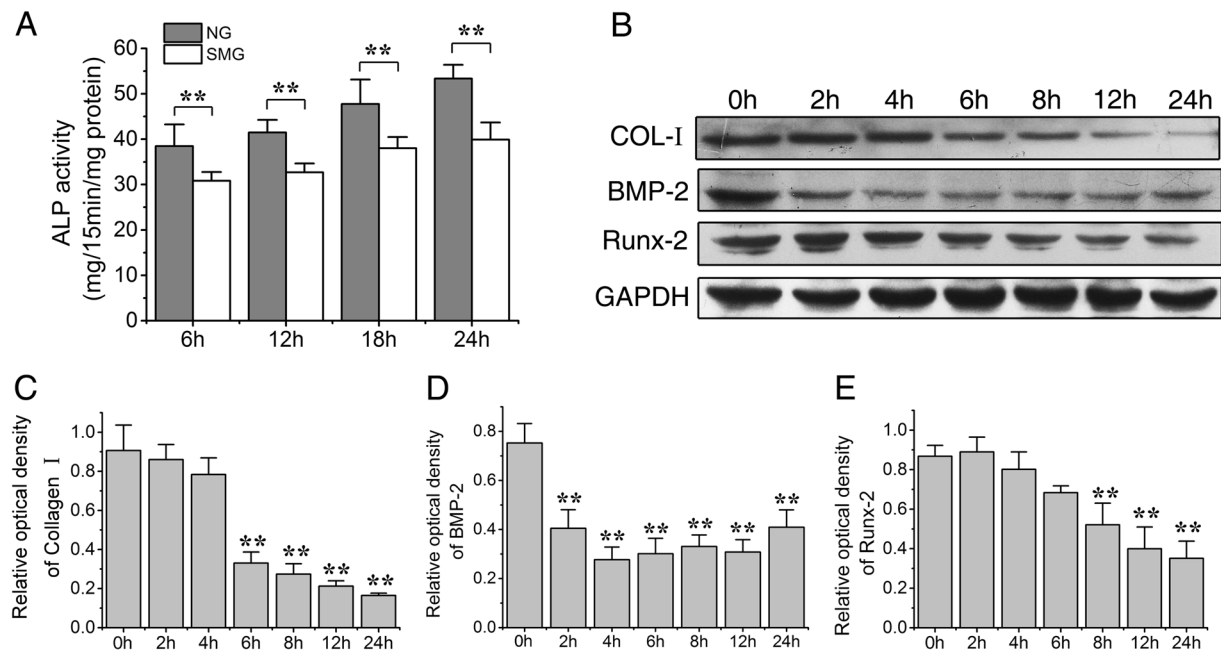 A
NG
SMG
ALP activity
(mg/15min/mg protein)
60
50
40
30
20
10
0
**
**
**
**
6h 12h 18h 24h
B
0h 2h 4h 6h 8h 12h 24h
COL-I
BMP-2
Runx-2
GAPDH
C
Relative optical density
of Collagen I
1.0
0.8
0.6
0.4
0.2
0.0
** ** ** **
0h 2h 4h 6h 8h 12h 24h
D
Relative optical density
of BMP-2
0.8
0.6
0.4
0.2
0.0
** ** ** ** ** **
0h 2h 4h 6h 8h 12h 24h
E
Relative optical density
of Runx-2
1.0
0.8
0.6
0.4
0.2
0.0
** ** **
0h 2h 4h 6h 8h 12h 24h